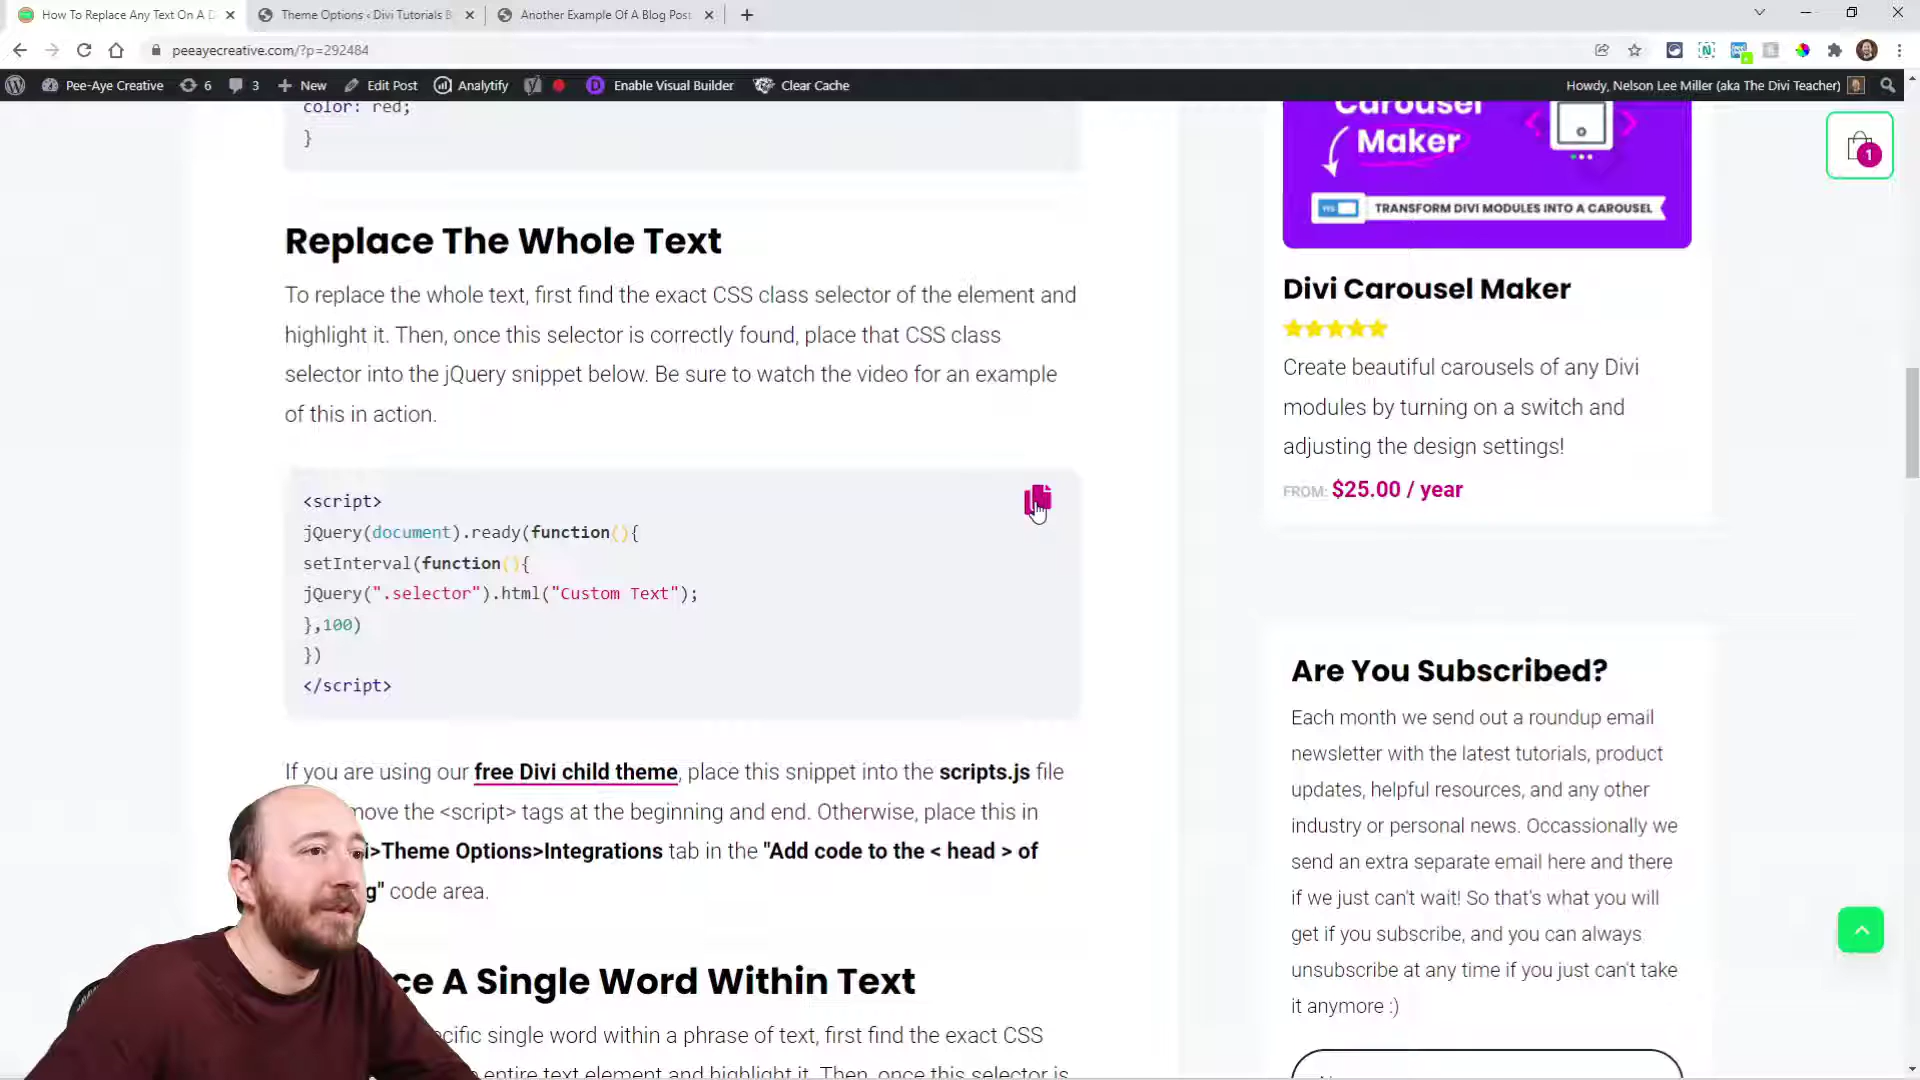 How To Replace Any Text On A D
Theme Options ‹ Divi Tutorials B
Another Example Of A Blog Post
peeayecreative.com/?p=292484
Pee-Aye Creative
6
3
New
Edit Post
Analytify
Enable Visual Builder
Clear Cache
Howdy, Nelson Lee Miller (aka The Divi Teacher)
color: red;
}
Replace The Whole Text
To replace the whole text, first find the exact CSS class selector of the element and
highlight it. Then, once this selector is correctly found, place that CSS class
selector into the jQuery snippet below. Be sure to watch the video for an example
of this in action.
<script>
jQuery(document).ready(function(){
setInterval(function(){
jQuery(".selector").html("Custom Text");
},100)
})
</script>
If you are using our free Divi child theme, place this snippet into the scripts.js file
move the <script> tags at the beginning and end. Otherwise, place this in
>Theme Options>Integrations tab in the "Add code to the < head > of
g" code area.
ce A Single Word Within Text
cific single word within a phrase of text, first find the exact CSS
entire text element and highlight it. Then, once this selector is
Carousel
Maker
YES
TRANSFORM DIVI MODULES INTO A CAROUSEL
1
Divi Carousel Maker
Create beautiful carousels of any Divi
modules by turning on a switch and
adjusting the design settings!
FROM: $25.00 / year
Are You Subscribed?
Each month we send out a roundup email
newsletter with the latest tutorials, product
updates, helpful resources, and any other
industry or personal news. Occassionally we
send an extra separate email here and there
if we just can't wait! So that's what you will
get if you subscribe, and you can always
unsubscribe at any time if you just can't take
it anymore :)